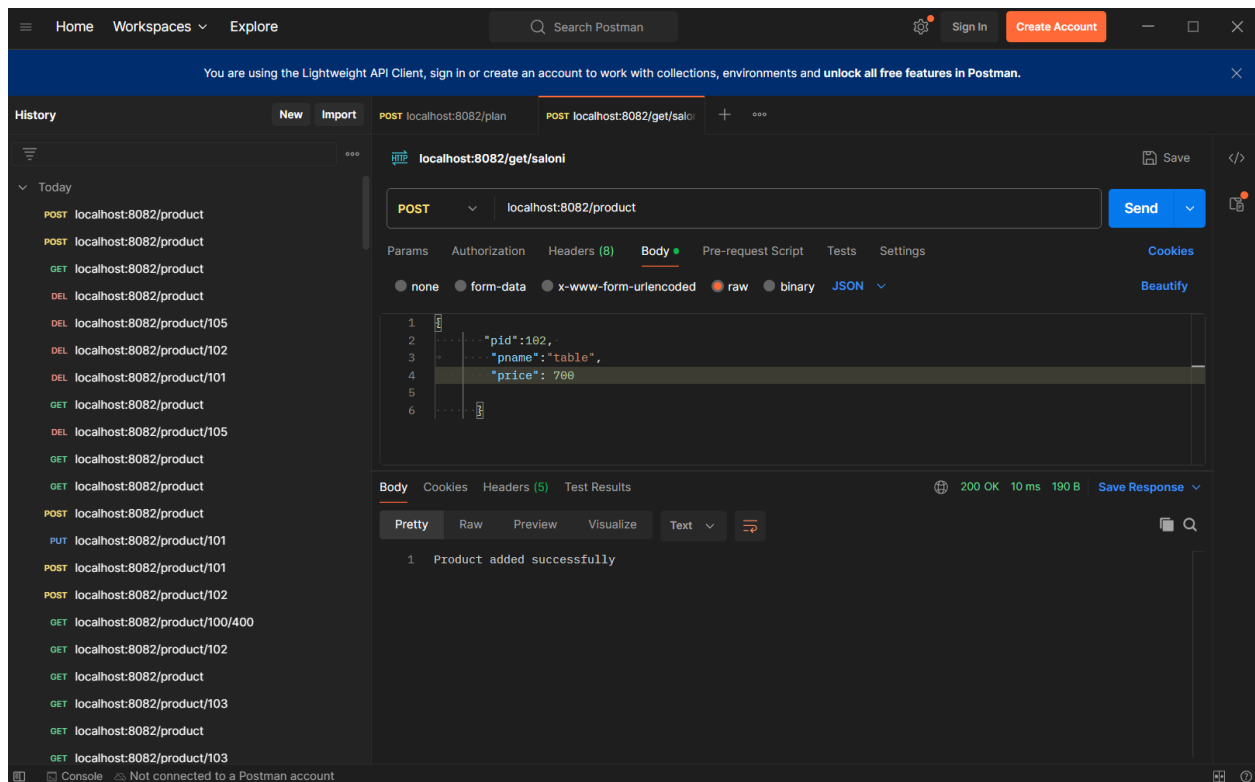 Home Workspaces Explore Search Postman Sign In Create Account
You are using the Lightweight API Client, sign in or create an account to work with collections, environments and unlock all free features in Postman.
History New Import
Today
POST localhost:8082/product
POST localhost:8082/product
GET localhost:8082/product
DEL localhost:8082/product
DEL localhost:8082/product/105
DEL localhost:8082/product/102
DEL localhost:8082/product/101
GET localhost:8082/product
DEL localhost:8082/product/105
GET localhost:8082/product
GET localhost:8082/product
POST localhost:8082/product
PUT localhost:8082/product/101
POST localhost:8082/product/101
POST localhost:8082/product/102
GET localhost:8082/product/100/400
GET localhost:8082/product/102
GET localhost:8082/product
GET localhost:8082/product/103
GET localhost:8082/product
GET localhost:8082/product/103
POST localhost:8082/plan POST localhost:8082/get/salo
HTTP localhost:8082/get/saloni Save </>
POST localhost:8082/product Send
Params Authorization Headers (8) Body Pre-request Script Tests Settings Cookies
none form-data x-www-form-urlencoded raw binary JSON Beautify
1 {
2 "pid":102,
3 "pname":"table",
4 "price": 700
5
6 }
Body Cookies Headers (5) Test Results 200 OK 10 ms 190 B Save Response
Pretty Raw Preview Visualize Text
1 Product added successfully
Console Not connected to a Postman account